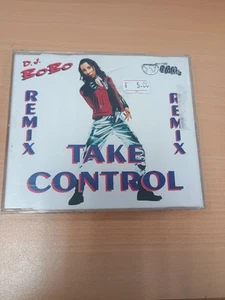 D.J.
BoBo
REMIX
REMIX
TAKE
CONTROL